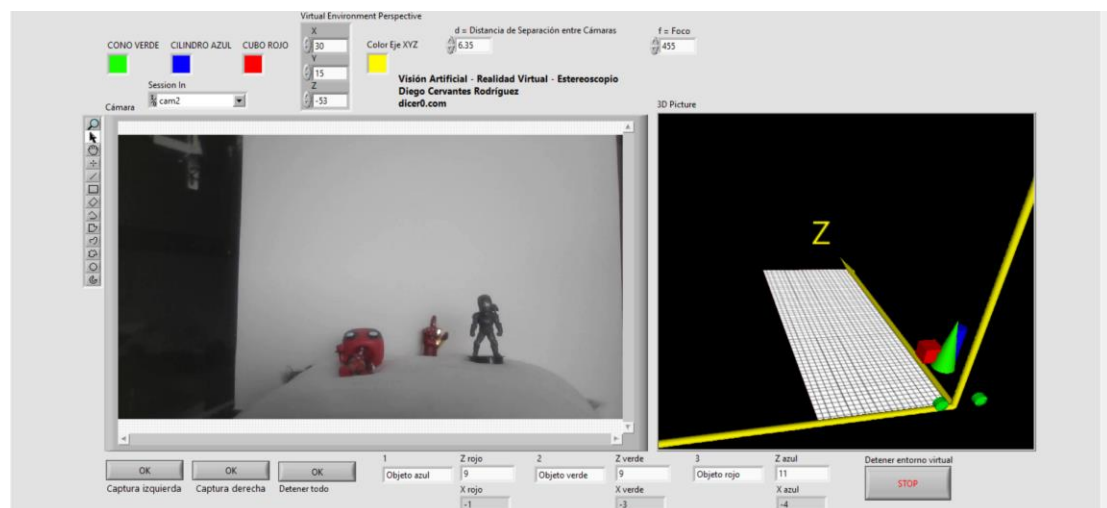 Virtual Environment Perspective
X
30
Y
15
Z
-53
CONO VERDE
CILINDRO AZUL
CUBO ROJO
Color Eje XYZ
d = Distancia de Separación entre Cámaras
6.35
f = Foco
455
Visión Artificial - Realidad Virtual - Estereoscopio
Diego Cervantes Rodríguez
dicer0.com
Session In
cam2
Cámara
3D Picture
Z
OK
Captura izquierda
OK
Captura derecha
OK
Detener todo
1
Objeto azul
Z rojo
9
X rojo
-1
2
Objeto verde
Z verde
9
X verde
-3
3
Objeto rojo
Z azul
11
X azul
-4
Detener entorno virtual
STOP